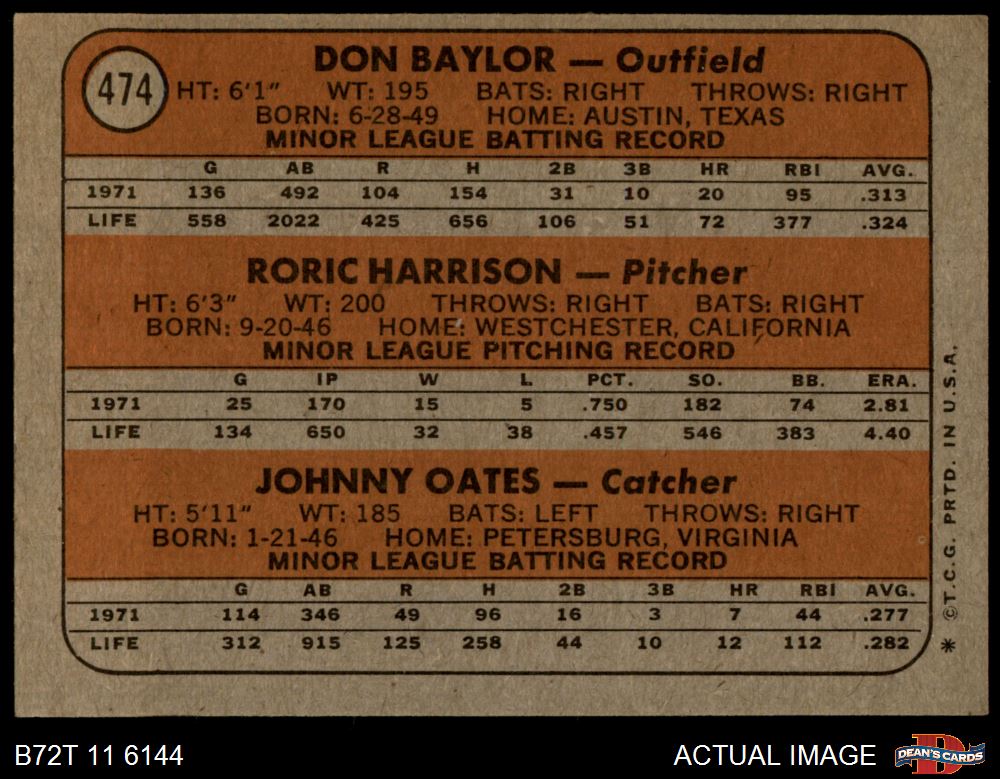 474
DON BAYLOR — Outfield
HT: 6'1" WT: 195 BATS: RIGHT THROWS: RIGHT
BORN: 6-28-49 HOME: AUSTIN, TEXAS
MINOR LEAGUE BATTING RECORD
G AB R H 2B 3B HR RBI AVG.
1971 136 492 104 154 31 10 20 95 .313
LIFE 558 2022 425 656 106 51 72 377 .324
RORIC HARRISON — Pitcher
HT: 6'3" WT: 200 THROWS: RIGHT BATS: RIGHT
BORN: 9-20-46 HOME: WESTCHESTER, CALIFORNIA
MINOR LEAGUE PITCHING RECORD
G IP W L PCT. SO. BB. ERA.
1971 25 170 15 5 .750 182 74 2.81
LIFE 134 650 32 38 .457 546 383 4.40
JOHNNY OATES — Catcher
HT: 5'11" WT: 185 BATS: LEFT THROWS: RIGHT
BORN: 1-21-46 HOME: PETERSBURG, VIRGINIA
MINOR LEAGUE BATTING RECORD
G AB R H 2B 3B HR RBI AVG.
1971 114 346 49 96 16 3 7 44 .277
LIFE 312 915 125 258 44 10 12 112 .282
* ©T.C.G. PRTD. IN U.S.A.
B72T 11 6144
ACTUAL IMAGE
DEAN'S CARDS